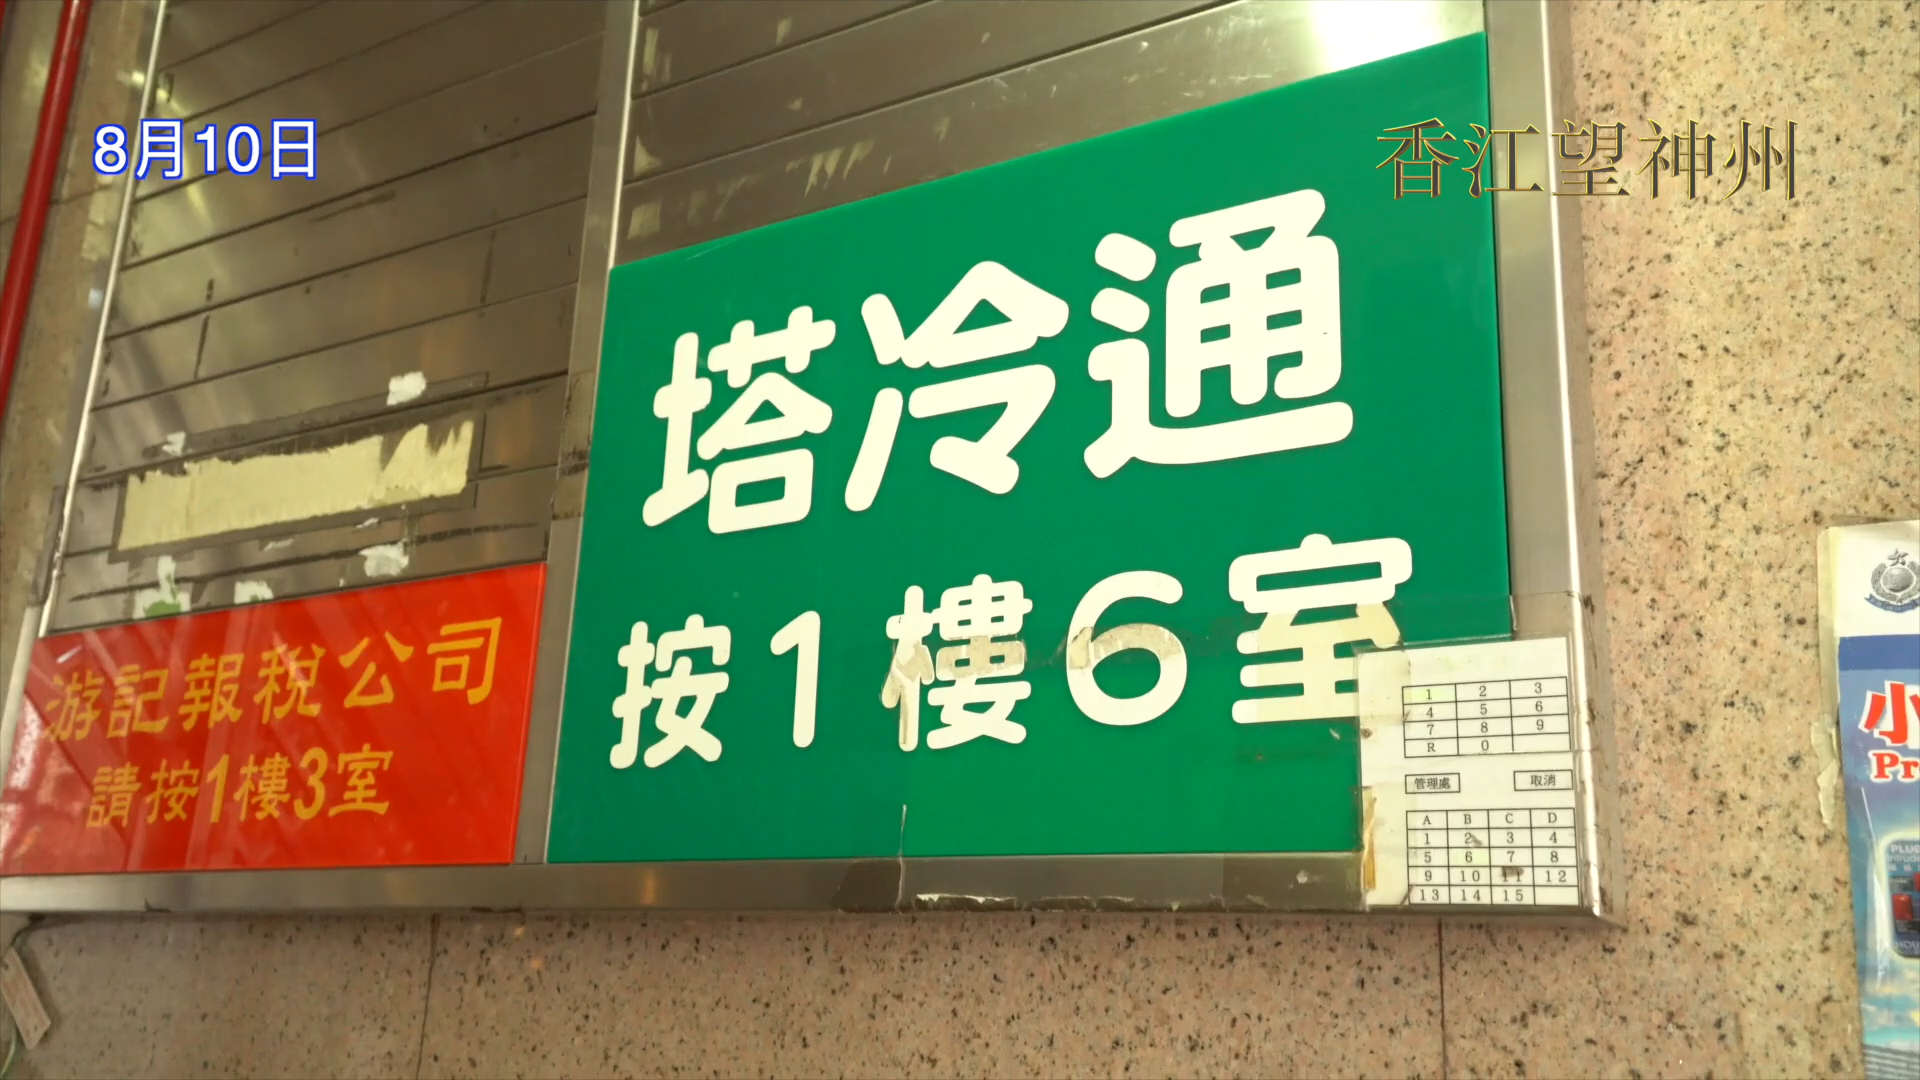 8月10日
香江望神州
塔冷通
按1樓6室
游記報稅公司
請按1樓3室
1 2 3
4 5 6
7 8 9
R 0
管理處 取消
A B C D
1 2 3 4
5 6 7 8
9 10 11 12
13 14 15
小
Pr
PLUG